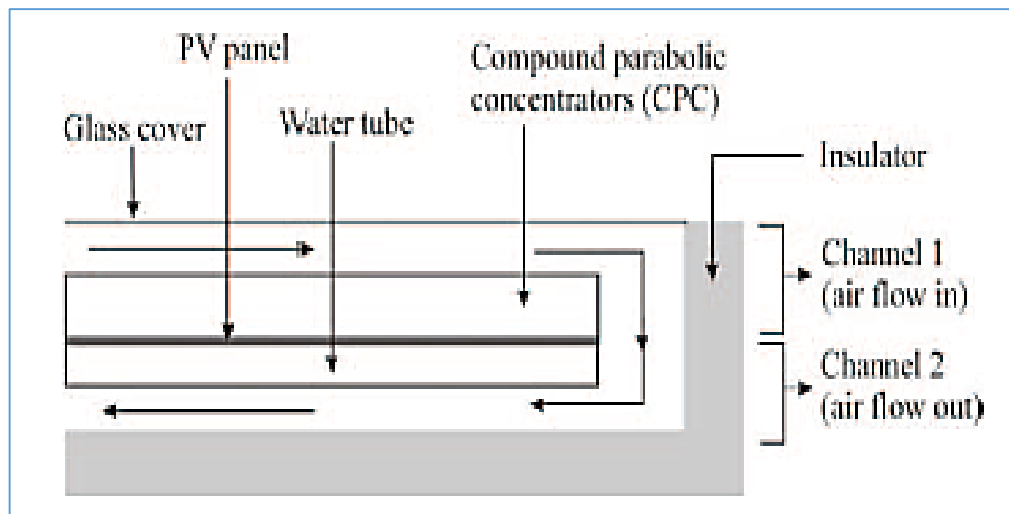 PV panel
Compound parabolic
concentrators (CPC)
Glass cover
Water tube
Insulator
Channel 1
(air flow in)
Channel 2
(air flow out)